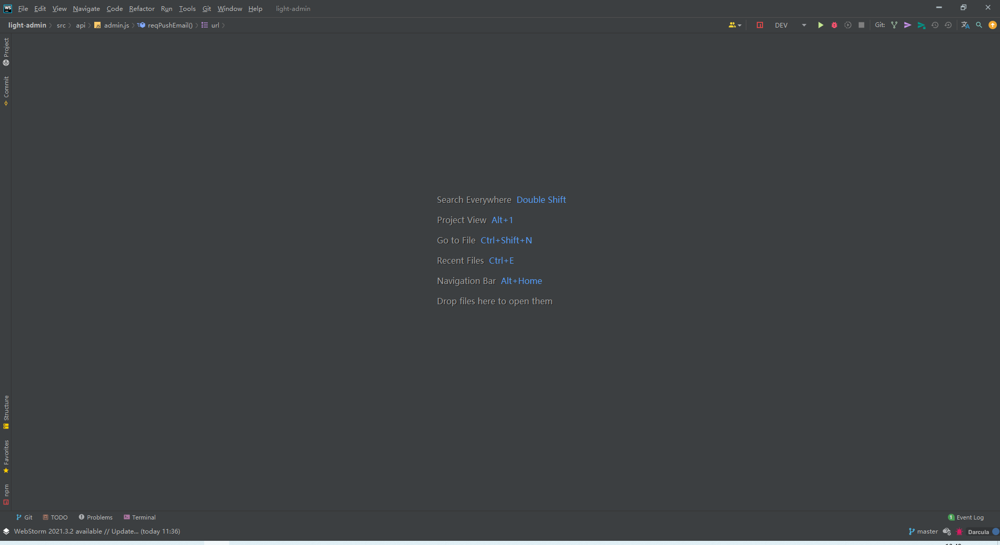 WS File Edit View Navigate Code Refactor Run Tools Git Window Help light-admin
light-admin src api JS admin.js reqPushEmail() url DEV Git:
Project
Commit
Search Everywhere Double Shift
Project View Alt+1
Go to File Ctrl+Shift+N
Recent Files Ctrl+E
Navigation Bar Alt+Home
Drop files here to open them
Structure
Favorites
npm
Git TODO Problems Terminal 1 Event Log
WebStorm 2021.3.2 available // Update... (today 11:36) master Darcula